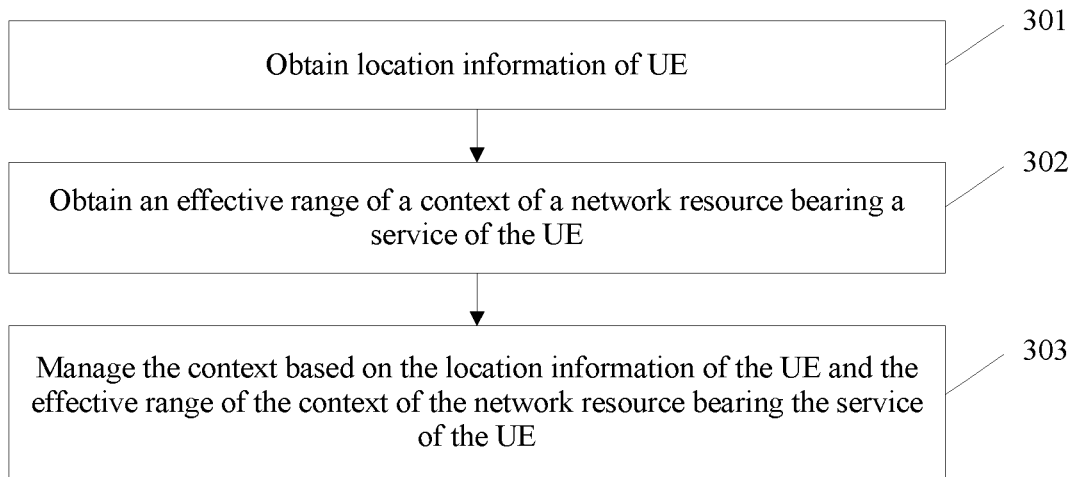 301
Obtain location information of UE
302
Obtain an effective range of a context of a network resource bearing a
service of the UE
303
Manage the context based on the location information of the UE and the
effective range of the context of the network resource bearing the service
of the UE